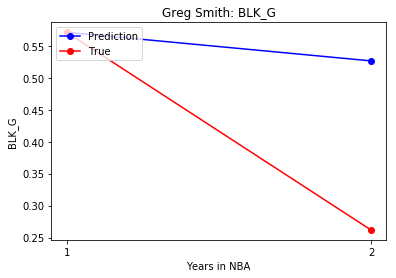 Greg Smith: BLK_G
Prediction
True
0.55
0.50
0.45
0.40
0.35
0.30
0.25
BLK_G
1
2
Years in NBA